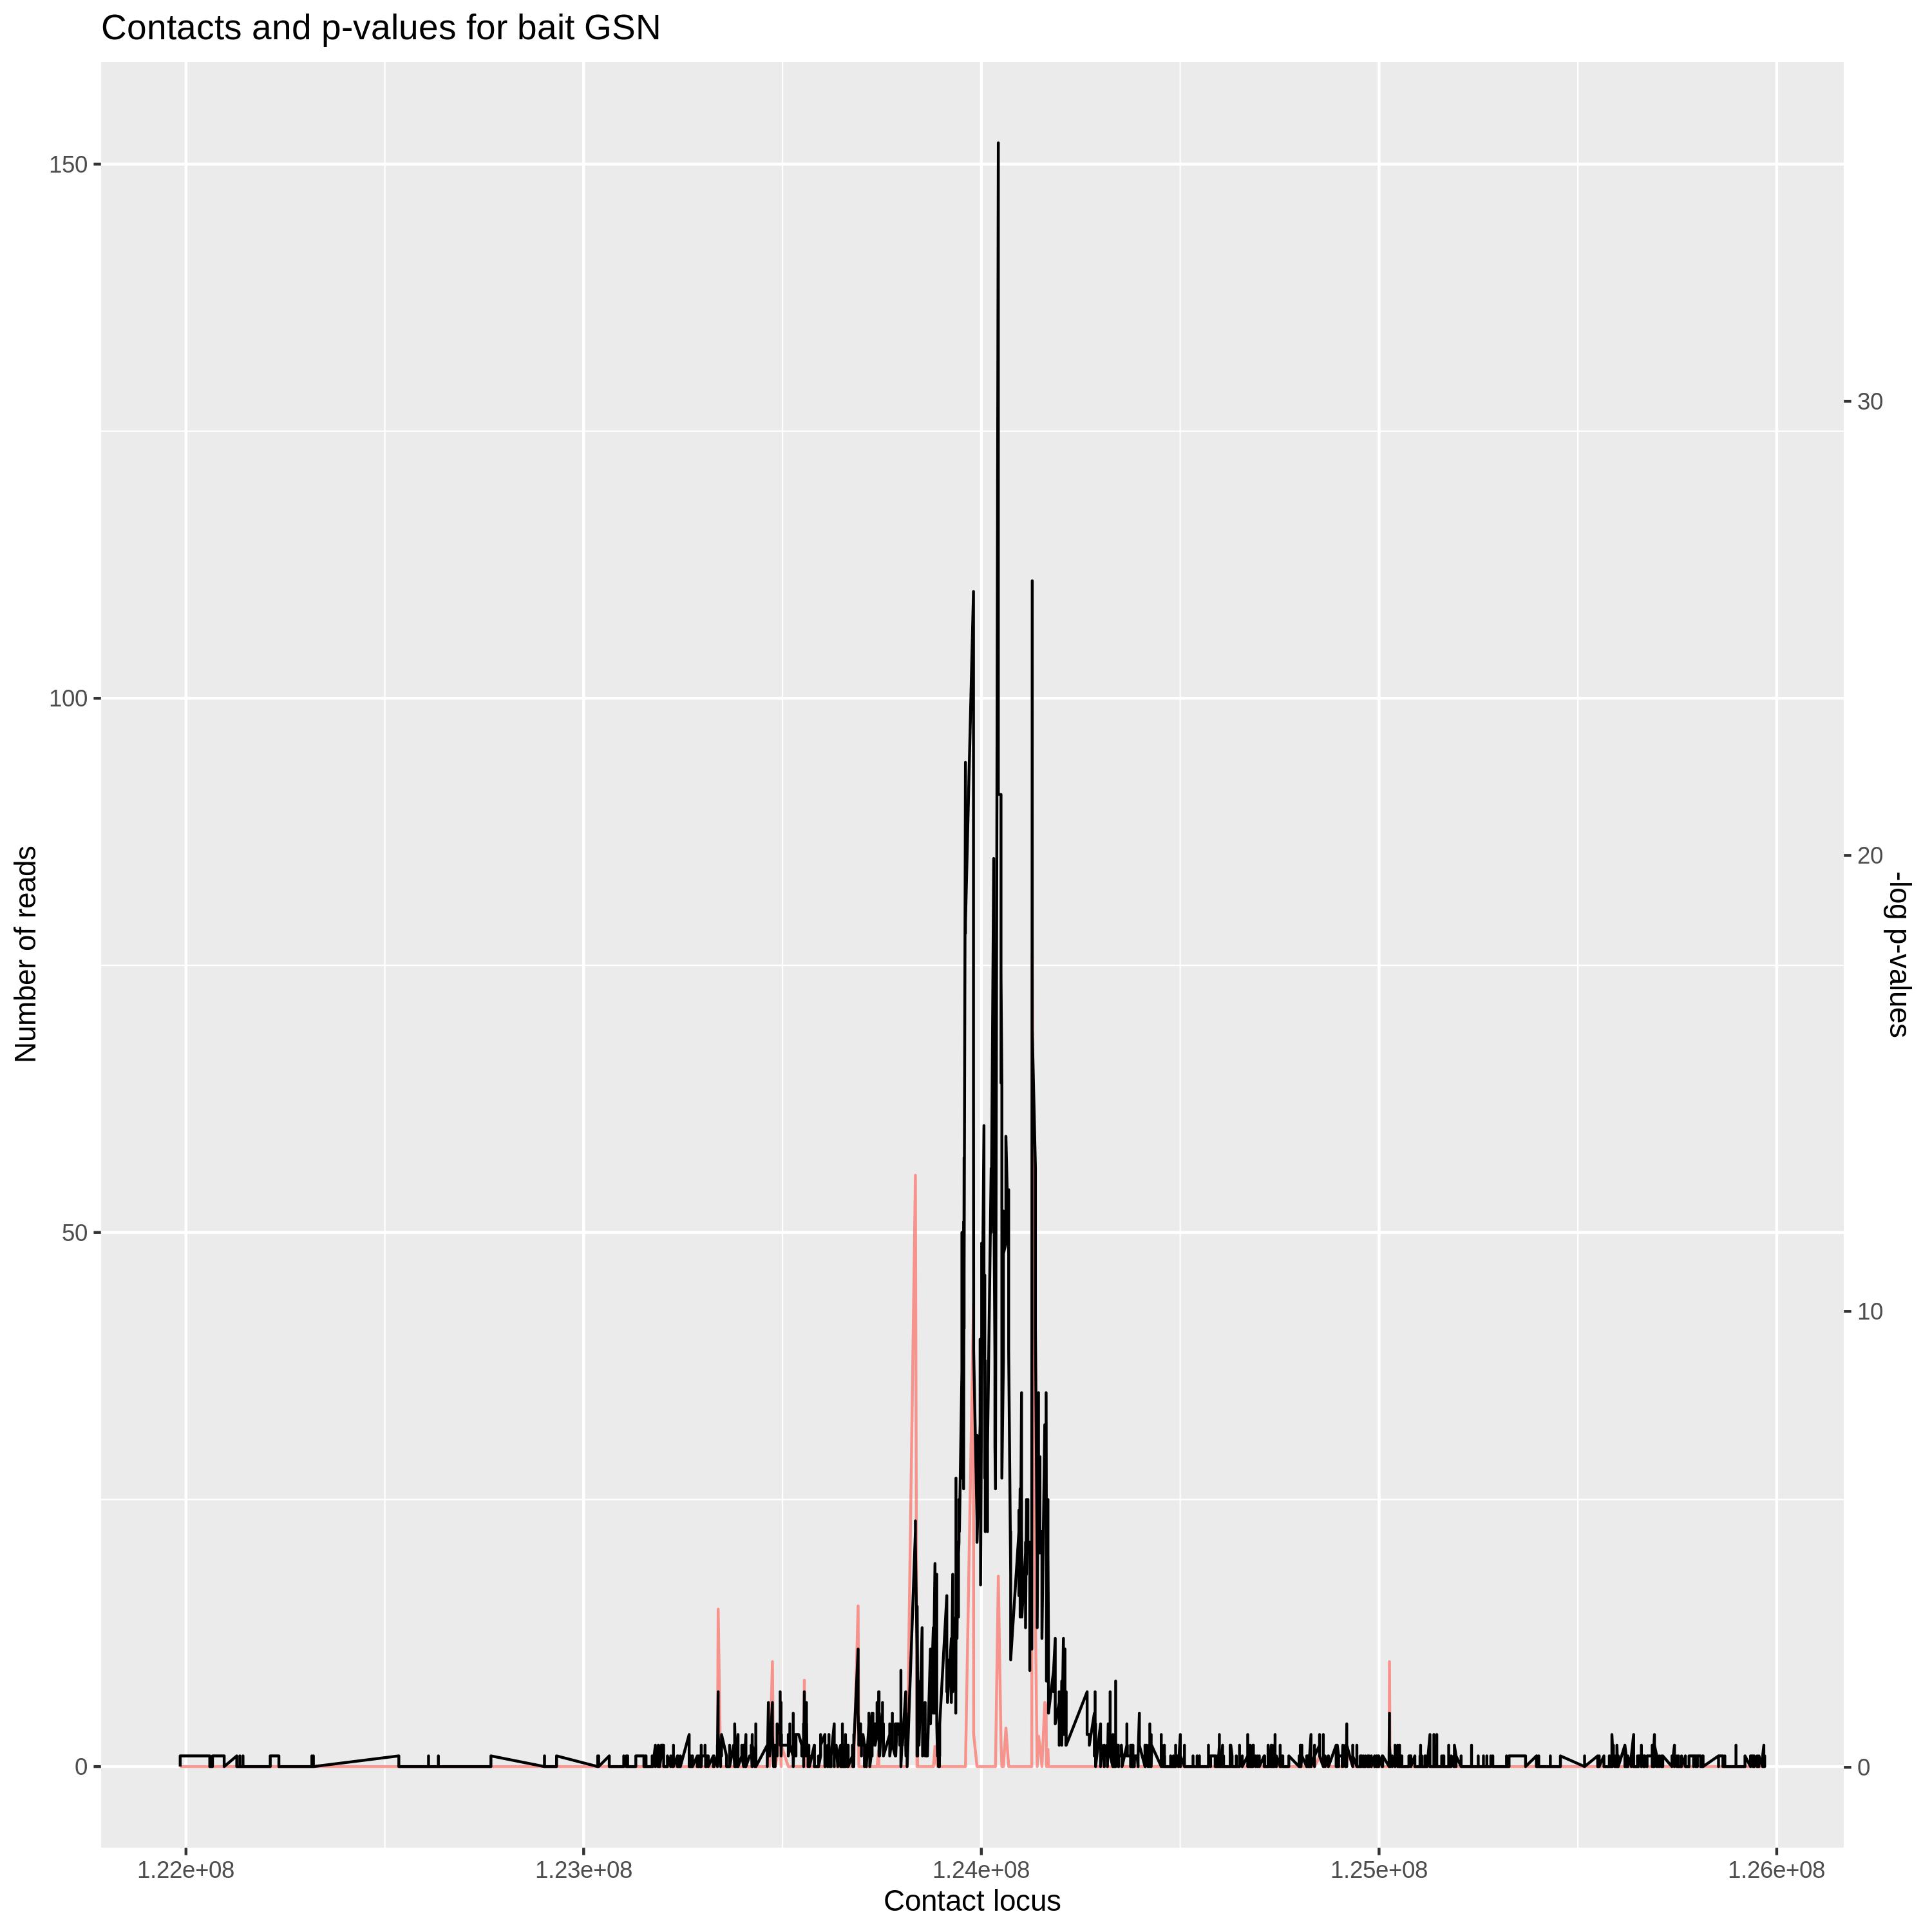 Contacts and p-values for bait GSN
150
100
50
0
Number of reads
30
20
10
0
-log p-values
1.22e+08 1.23e+08 1.24e+08 1.25e+08 1.26e+08
Contact locus